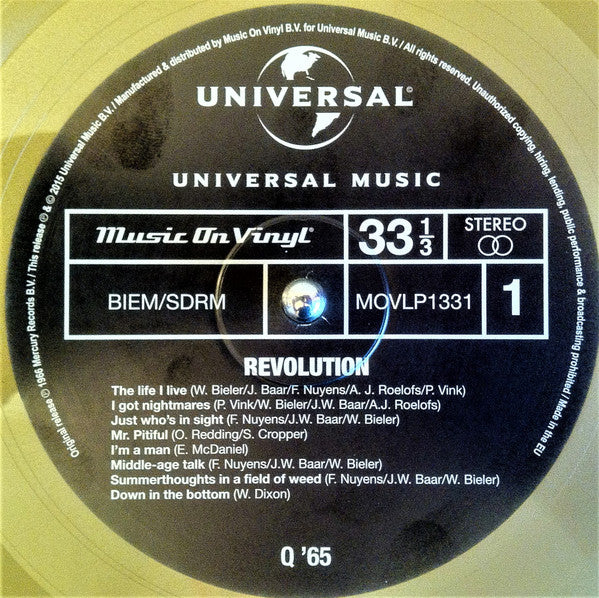 Original release ℗ 1966 Mercury Records B.V. / This release ℗ & © 2015 Universal Music B.V. / Manufactured & distributed by Music On Vinyl B.V. for Universal Music B.V. / All rights reserved. Unauthorized copying, hiring, lending, public performance & broadcasting prohibited / Made in the EU
UNIVERSAL®
UNIVERSAL MUSIC
Music On Vinyl®
33 1/3
STEREO
BIEM/SDRM
MOVLP1331
1
REVOLUTION
The life I live (W. Bieler/J. Baar/F. Nuyens/A. J. Roelofs/P. Vink)
I got nightmares (P. Vink/W. Bieler/J.W. Baar/A.J. Roelofs)
Just who's in sight (F. Nuyens/J.W. Baar/W. Bieler)
Mr. Pitiful (O. Redding/S. Cropper)
I'm a man (E. McDaniel)
Middle-age talk (F. Nuyens/J.W. Baar/W. Bieler)
Summerthoughts in a field of weed (F. Nuyens/J.W. Baar/W. Bieler)
Down in the bottom (W. Dixon)
Q '65